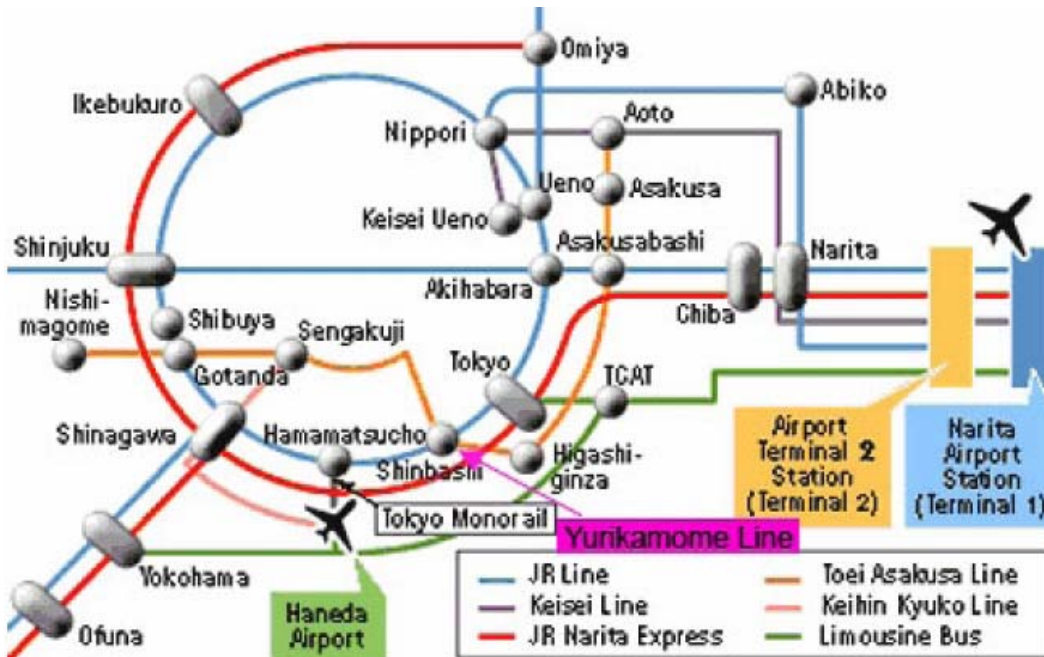 Omiya
Ikebukuro
Abiko
Aoto
Nippori
Ueno
Asakusa
Keisei Ueno
Shinjuku
Asakusabashi
Narita
Nishi-
magome
Akihabara
Chiba
Shibuya
Sengakuji
Gotanda
Tokyo
TCAT
Shinagawa
Hamamatsucho
Shinbashi
Higashi-
ginza
Airport
Terminal 2
Station
(Terminal 2)
Narita
Airport
Station
(Terminal 1)
Tokyo Monorail
Yurikamome Line
Yokohama
Ofuna
Haneda
Airport
JR Line
Keisei Line
JR Narita Express
Toei Asakusa Line
Keihin Kyuko Line
Limousine Bus